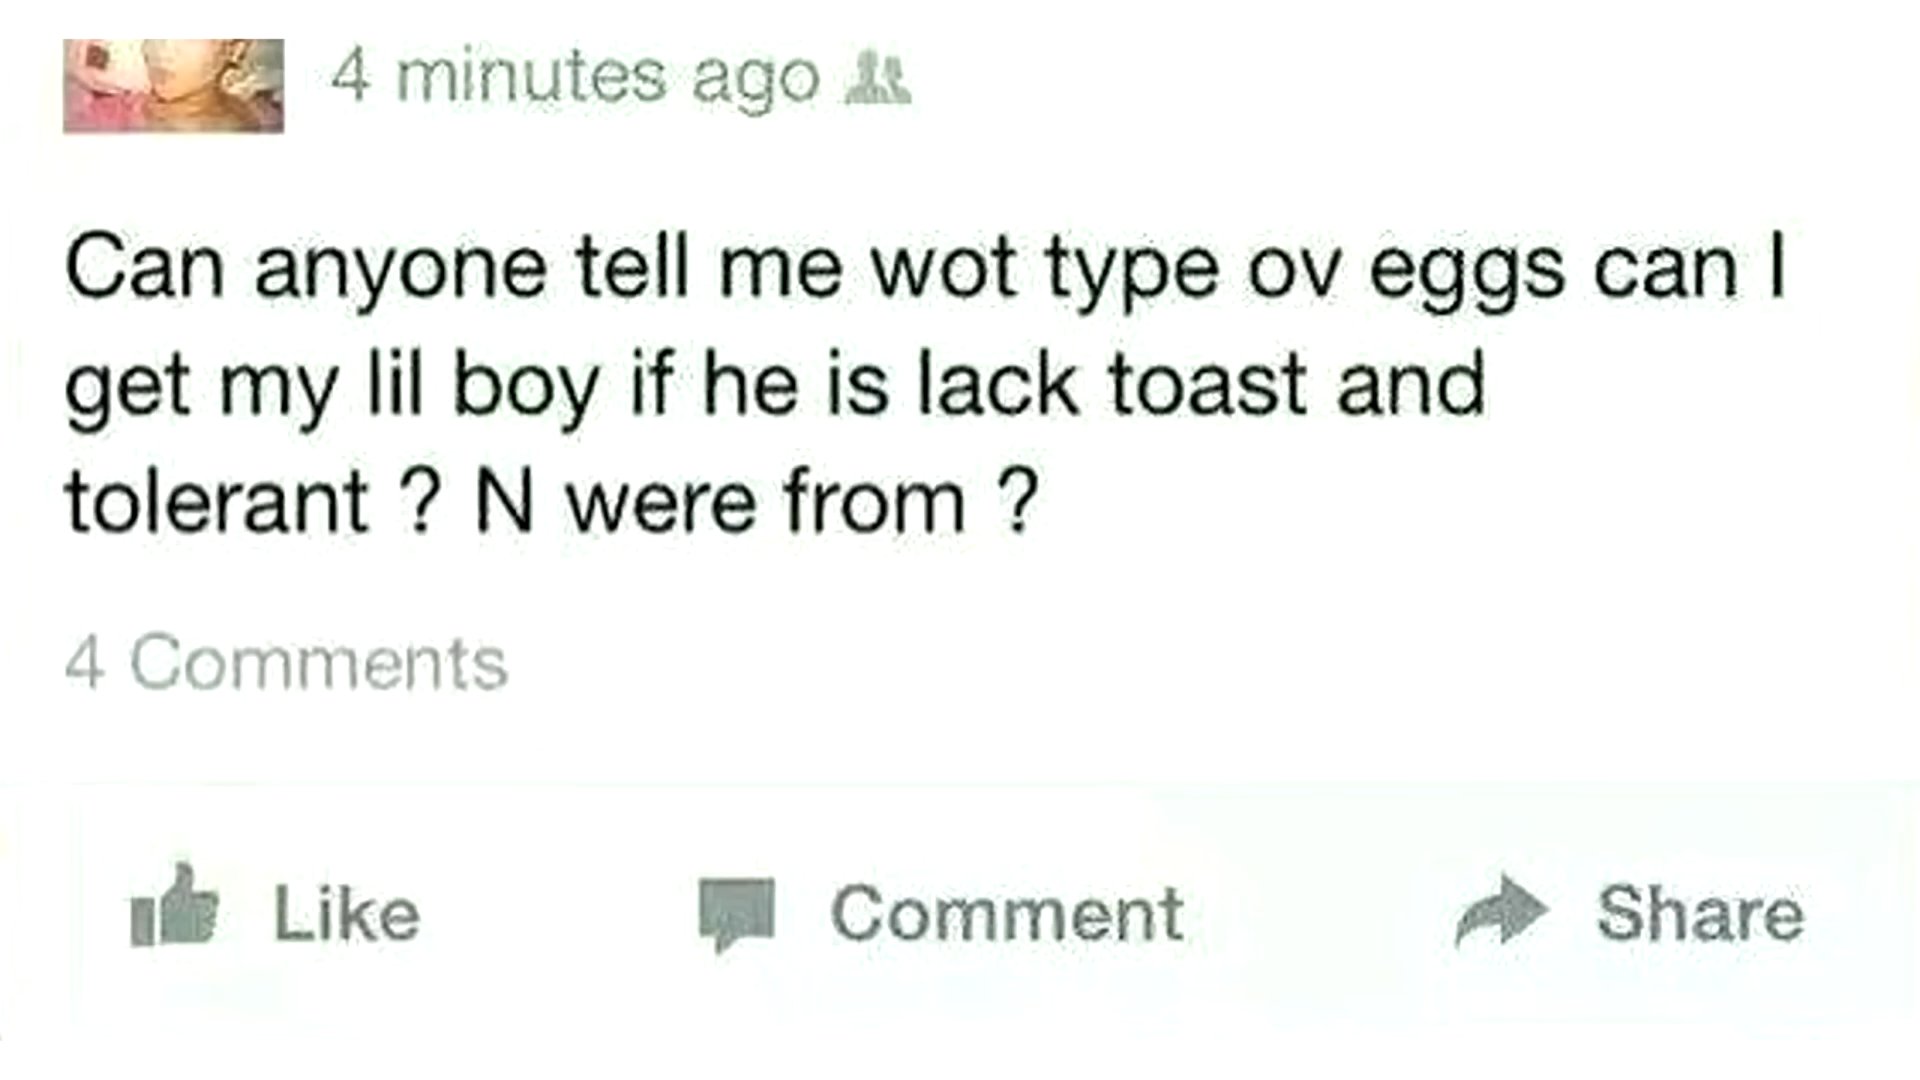 4 minutes ago
Can anyone tell me wot type ov eggs can I
get my lil boy if he is lack toast and
tolerant ? N were from ?
4 Comments
Like Comment Share